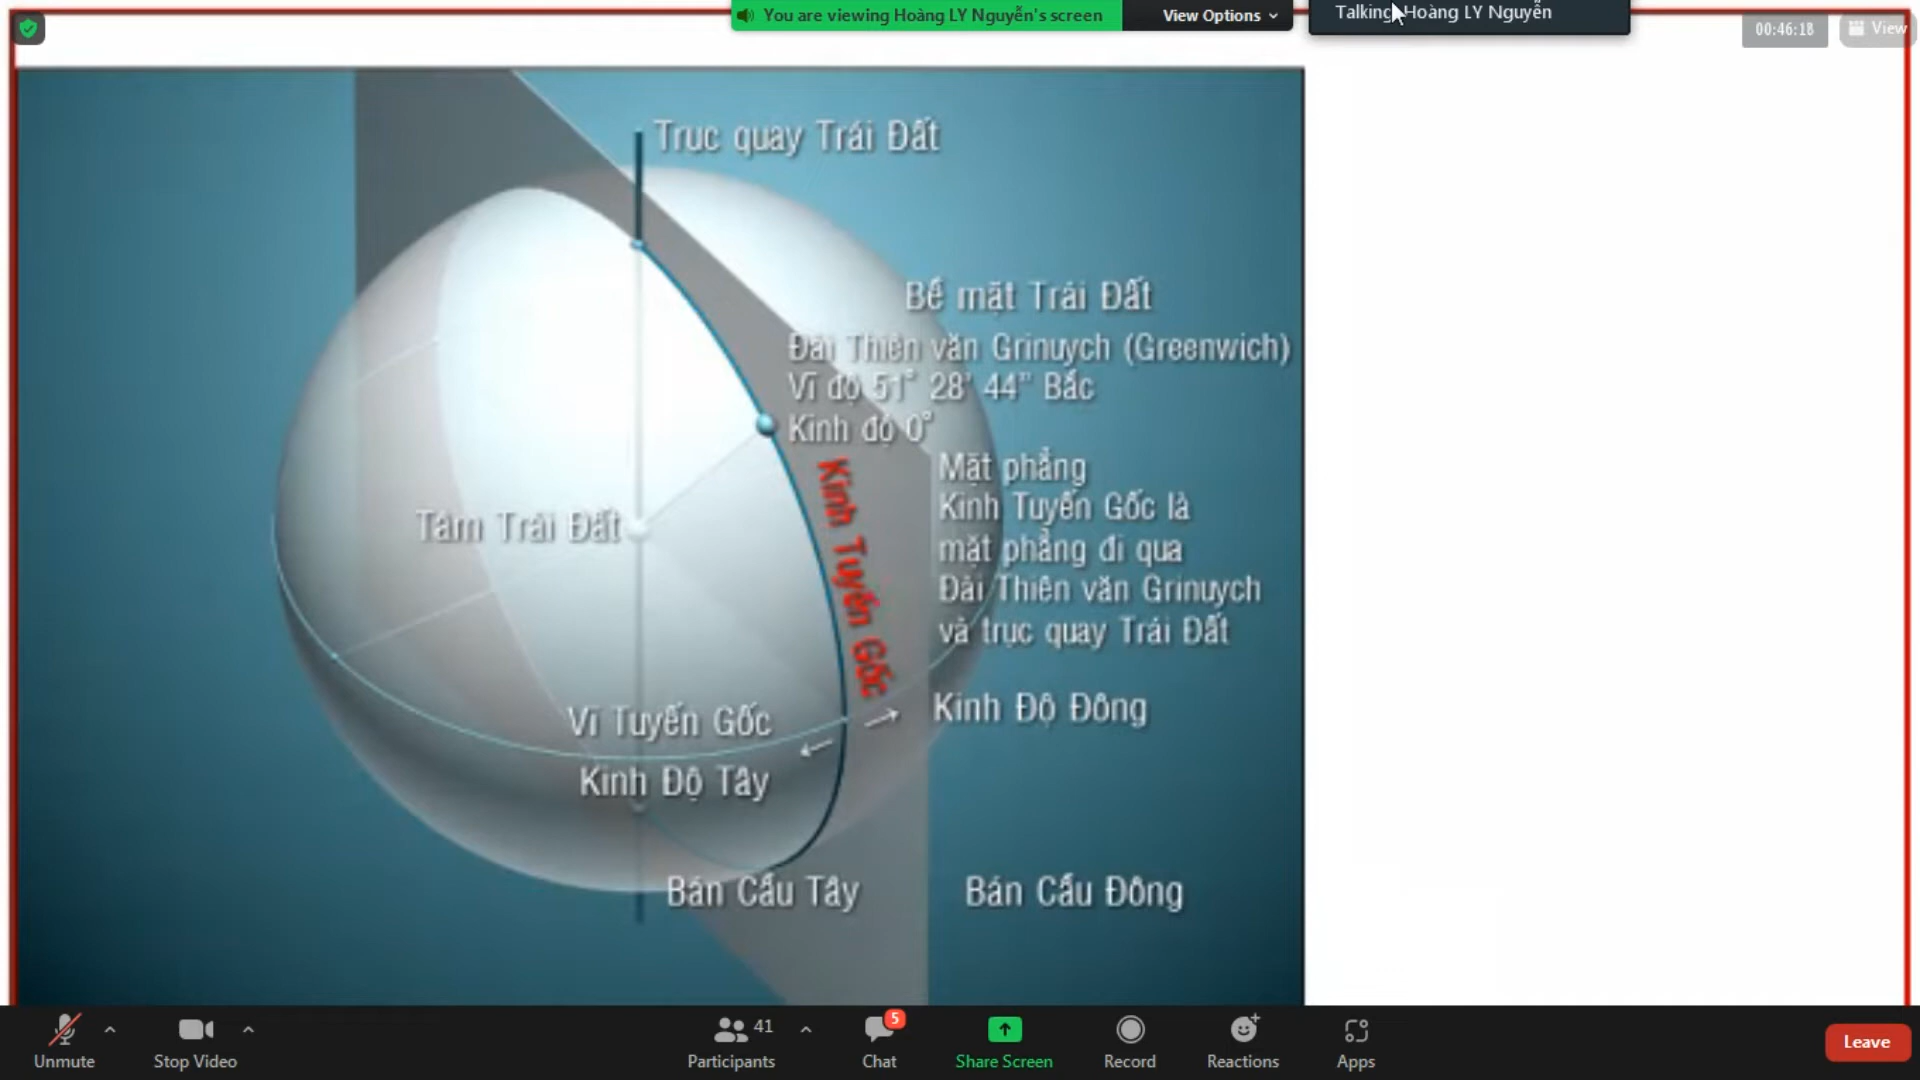 You are viewing Hoàng LY Nguyễn's screen
View Options
Talking: Hoàng LY Nguyễn
00:46:18
View
Trục quay Trái Đất
Bề mặt Trái Đất
Đài Thiên văn Grinuych (Greenwich)
Vĩ độ 51° 28' 44" Bắc
Kinh độ 0°
Kinh Tuyến Gốc
Mặt phẳng
Kinh Tuyến Gốc là
mặt phẳng đi qua
Đài Thiên văn Grinuych
và trục quay Trái Đất
Tâm Trái Đất
Vĩ Tuyến Gốc
Kinh Độ Đông
Kinh Độ Tây
Bán Cầu Tây
Bán Cầu Đông
Unmute
Stop Video
41
Participants
5
Chat
Share Screen
Record
Reactions
Apps
Leave